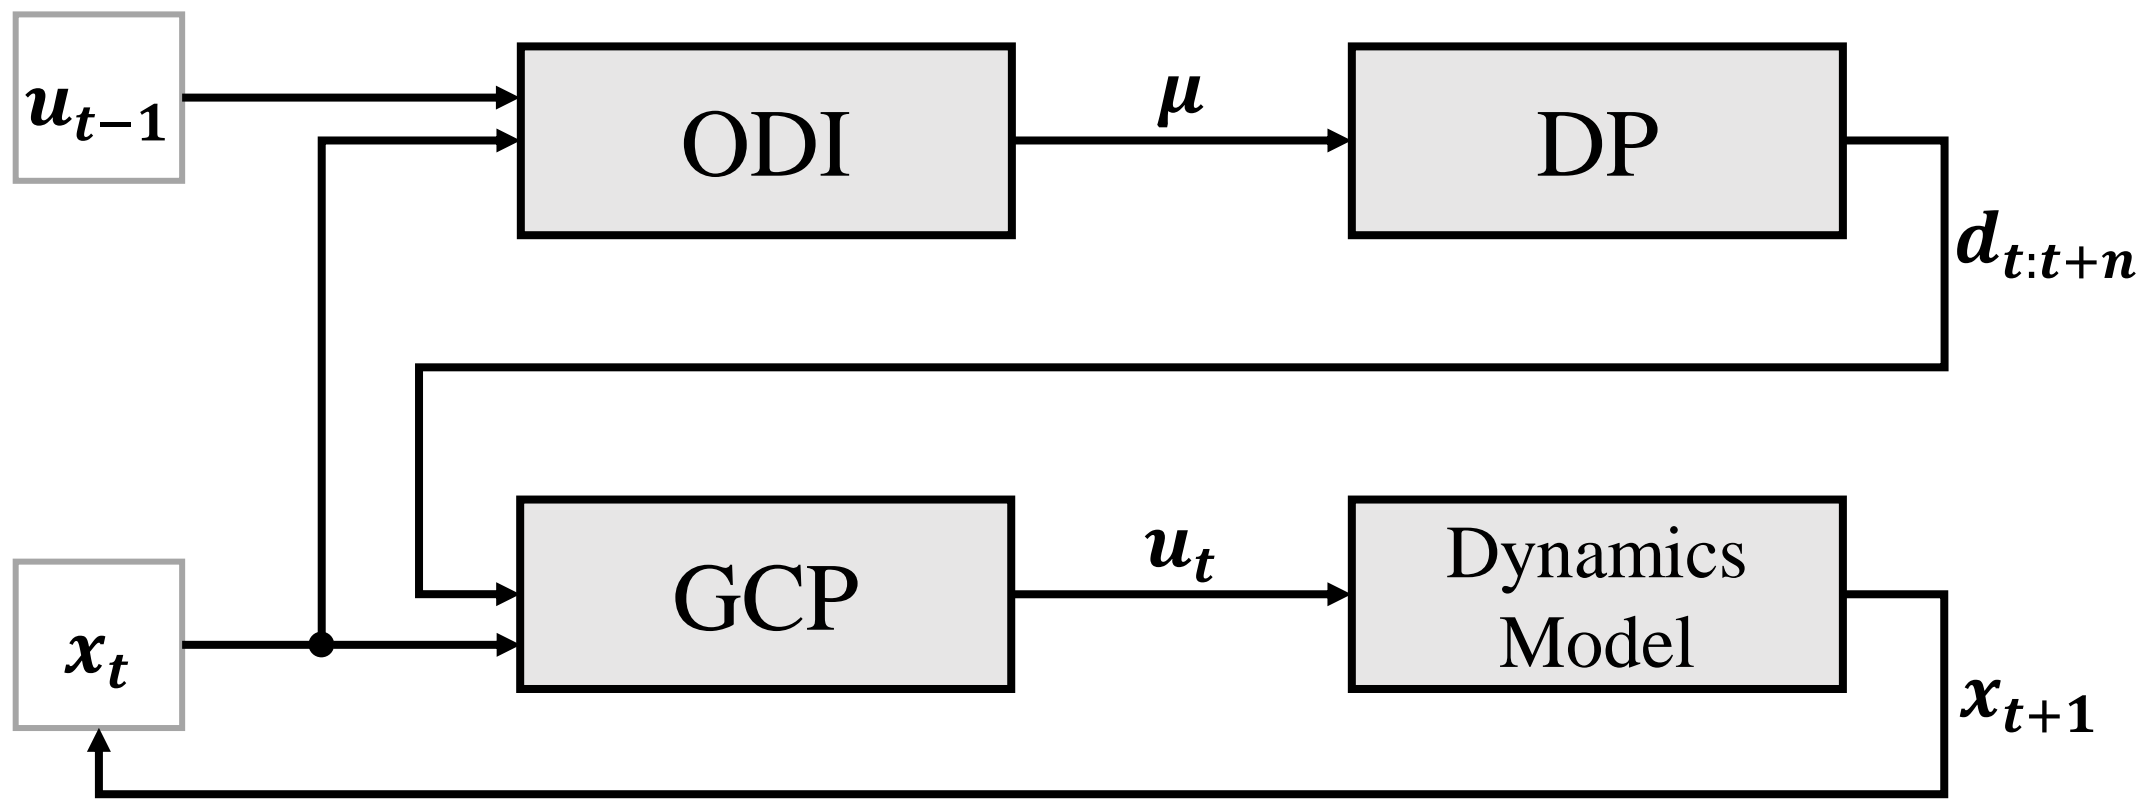 u_{t−1}
ODI
μ
DP
d_{t:t+n}
GCP
u_t
Dynamics
Model
x_t
x_{t+1}